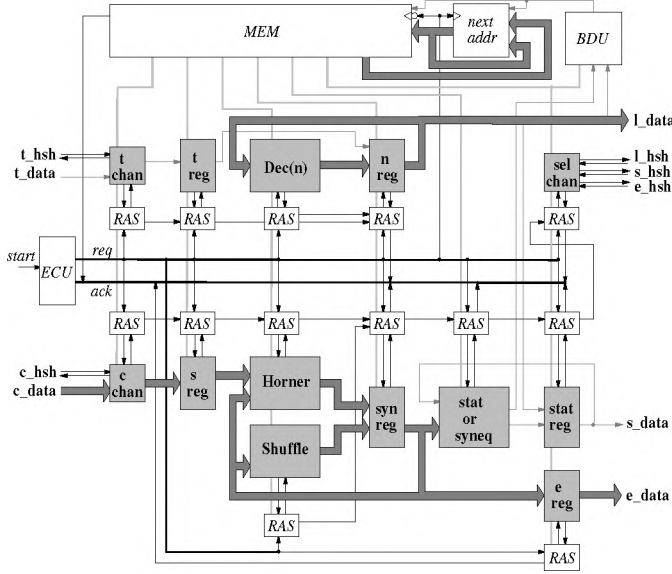 MEM
next
addr
BDU
l_data
t_hsh
t_data
t
chan
t
reg
Dec(n)
n
reg
sel
chan
l_hsh
s_hsh
e_hsh
RAS
RAS
RAS
RAS
RAS
start
ECU
req
ack
RAS
RAS
RAS
RAS
RAS
RAS
c_hsh
c_data
c
chan
s
reg
Horner
syn
reg
stat
or
syneq
stat
reg
s_data
Shuffle
e
reg
e_data
RAS
RAS